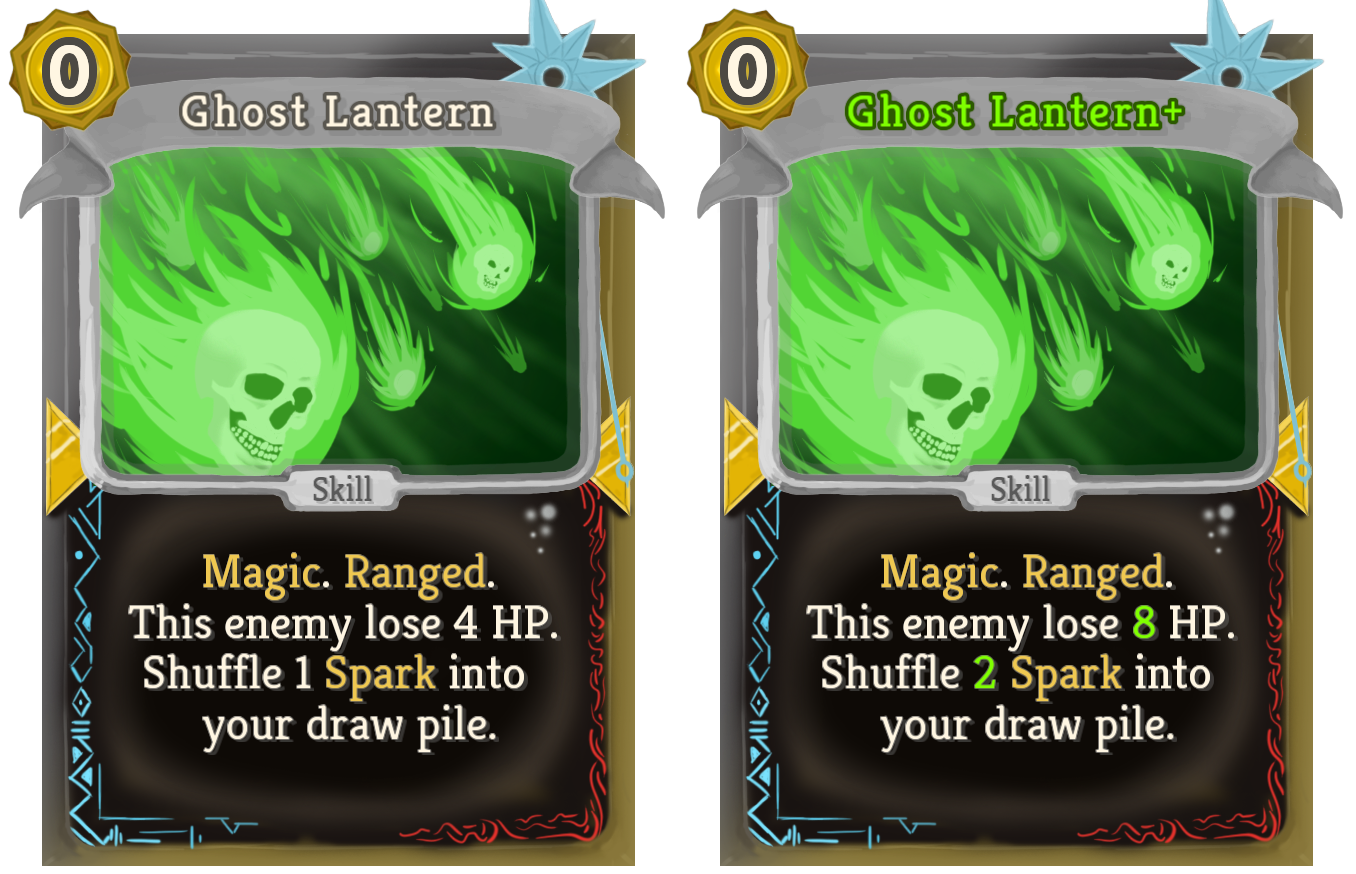 0
Ghost Lantern
Skill
Magic. Ranged.
This enemy lose 4 HP.
Shuffle 1 Spark into
your draw pile.
0
Ghost Lantern+
Skill
Magic. Ranged.
This enemy lose 8 HP.
Shuffle 2 Spark into
your draw pile.